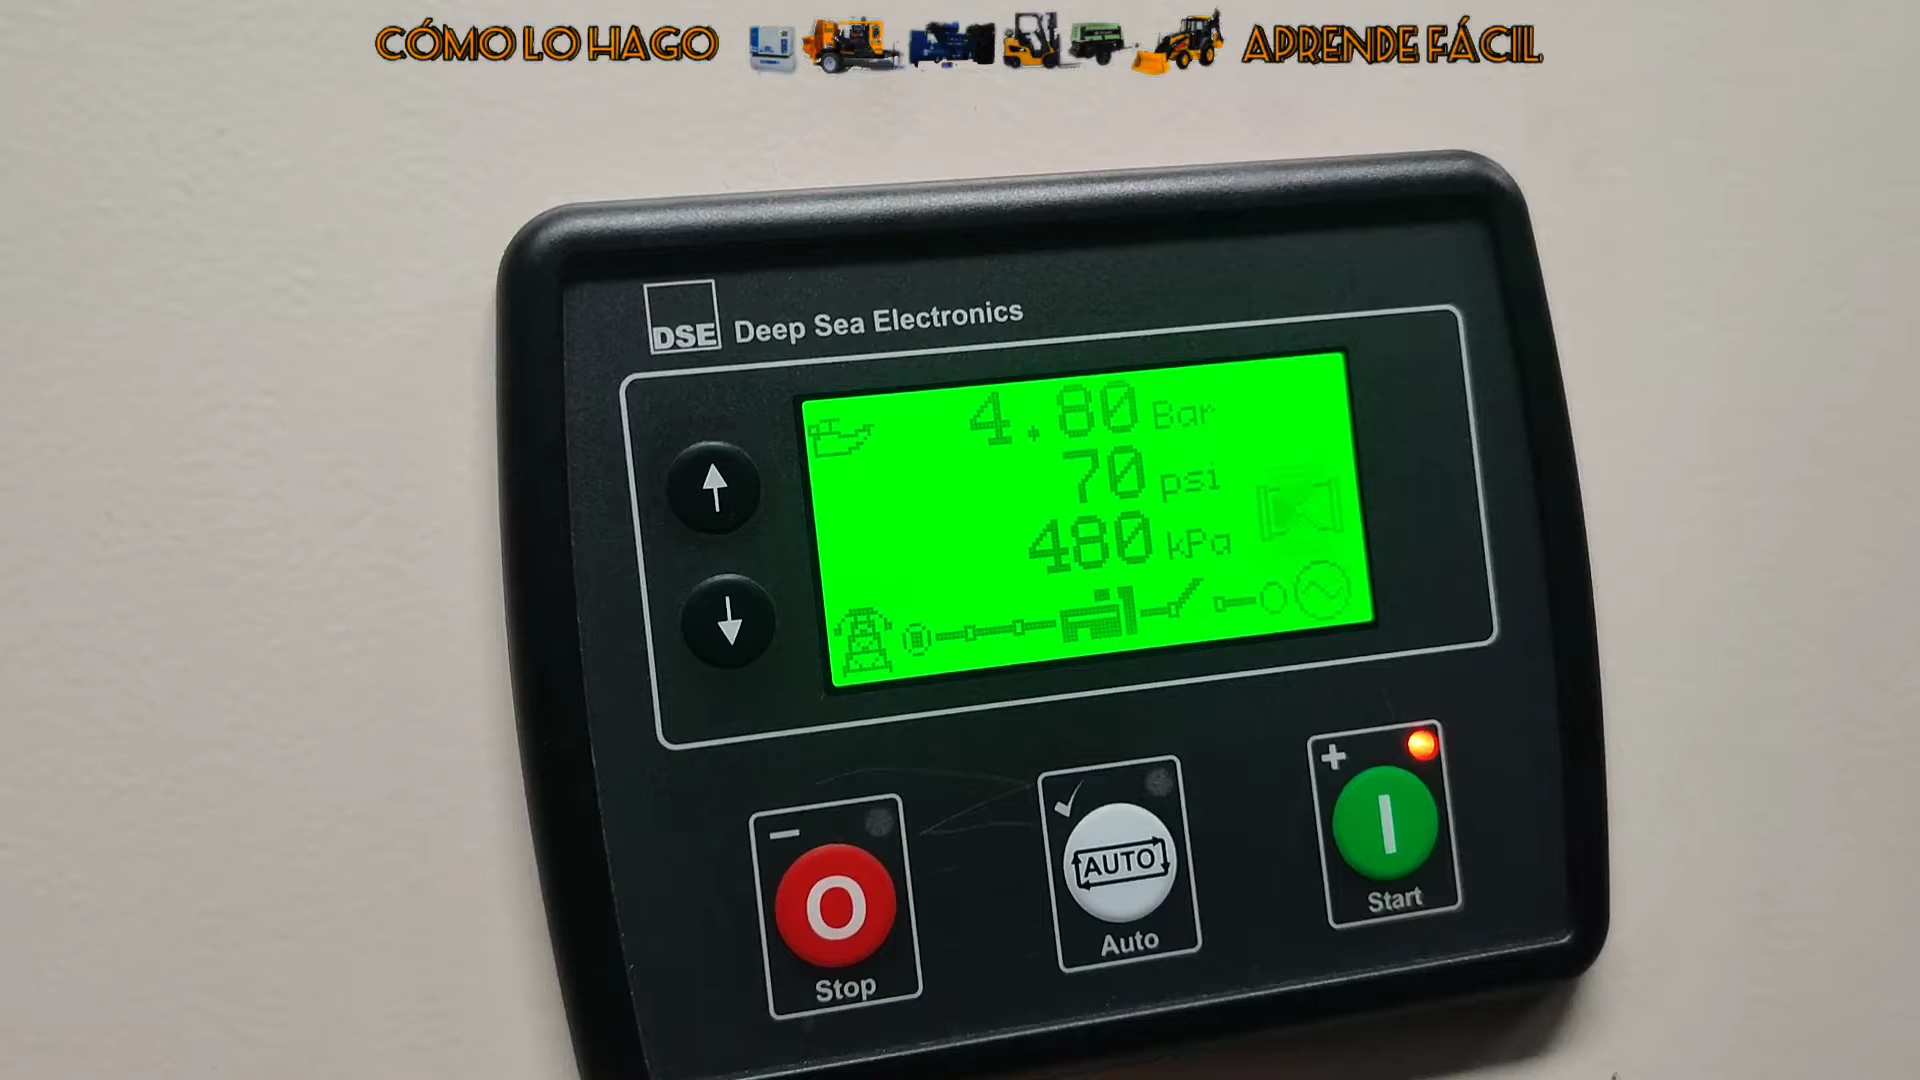 CÓMO LO HAGO APRENDE FÁCIL
DSE Deep Sea Electronics
4.80 Bar
70 psi
480 kPa
AUTO
Stop
Auto
Start